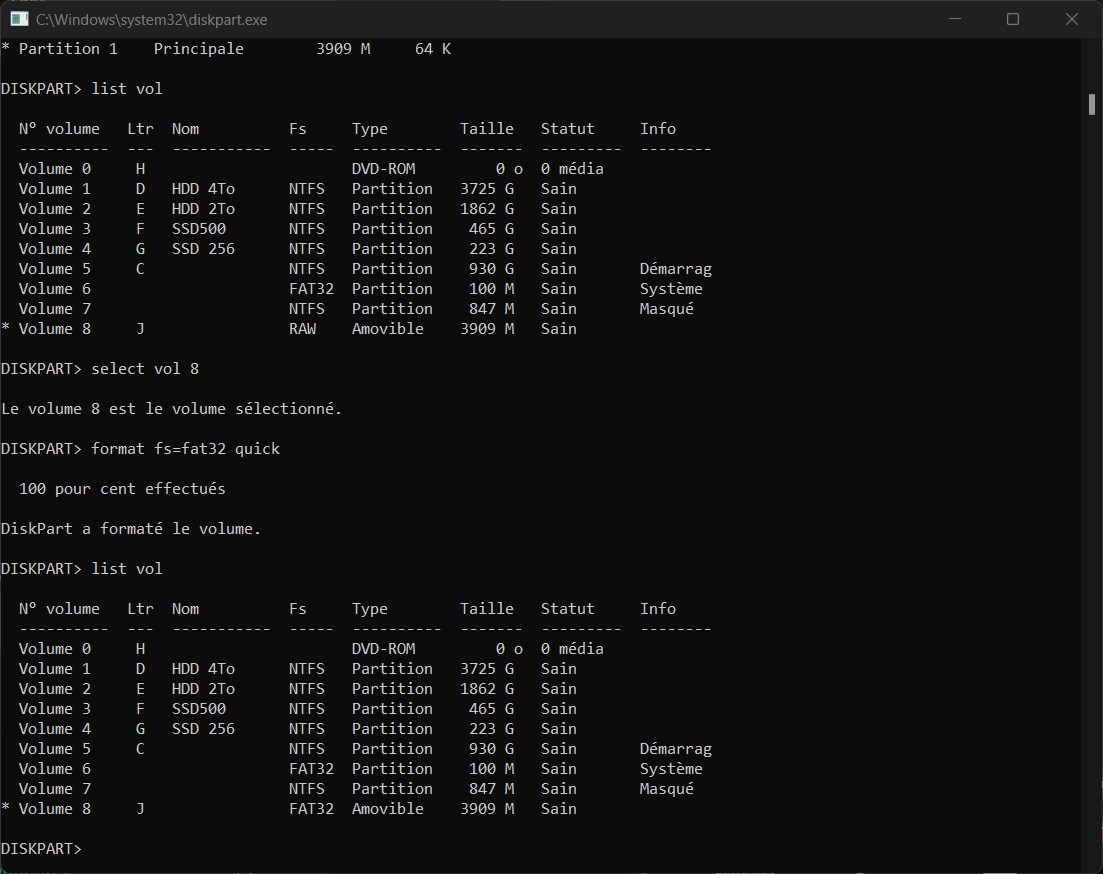 C:\Windows\system32\diskpart.exe
* Partition 1    Principale        3909 M     64 K
DISKPART> list vol
  N° volume   Ltr  Nom          Fs     Type        Taille   Statut     Info
  ----------  ---  -----------  -----  ----------  -------  ---------  --------
  Volume 0     H                       DVD-ROM         0 o  0 média
  Volume 1     D   HDD 4To      NTFS   Partition   3725 G   Sain
  Volume 2     E   HDD 2To      NTFS   Partition   1862 G   Sain
  Volume 3     F   SSD500       NTFS   Partition    465 G   Sain
  Volume 4     G   SSD 256      NTFS   Partition    223 G   Sain
  Volume 5     C                NTFS   Partition    930 G   Sain       Démarrag
  Volume 6                      FAT32  Partition    100 M   Sain       Système
  Volume 7                      NTFS   Partition    847 M   Sain       Masqué
* Volume 8     J                RAW    Amovible    3909 M   Sain
DISKPART> select vol 8
Le volume 8 est le volume sélectionné.
DISKPART> format fs=fat32 quick
  100 pour cent effectués
DiskPart a formaté le volume.
DISKPART> list vol
  N° volume   Ltr  Nom          Fs     Type        Taille   Statut     Info
  ----------  ---  -----------  -----  ----------  -------  ---------  --------
  Volume 0     H                       DVD-ROM         0 o  0 média
  Volume 1     D   HDD 4To      NTFS   Partition   3725 G   Sain
  Volume 2     E   HDD 2To      NTFS   Partition   1862 G   Sain
  Volume 3     F   SSD500       NTFS   Partition    465 G   Sain
  Volume 4     G   SSD 256      NTFS   Partition    223 G   Sain
  Volume 5     C                NTFS   Partition    930 G   Sain       Démarrag
  Volume 6                      FAT32  Partition    100 M   Sain       Système
  Volume 7                      NTFS   Partition    847 M   Sain       Masqué
* Volume 8     J                FAT32  Amovible    3909 M   Sain
DISKPART>